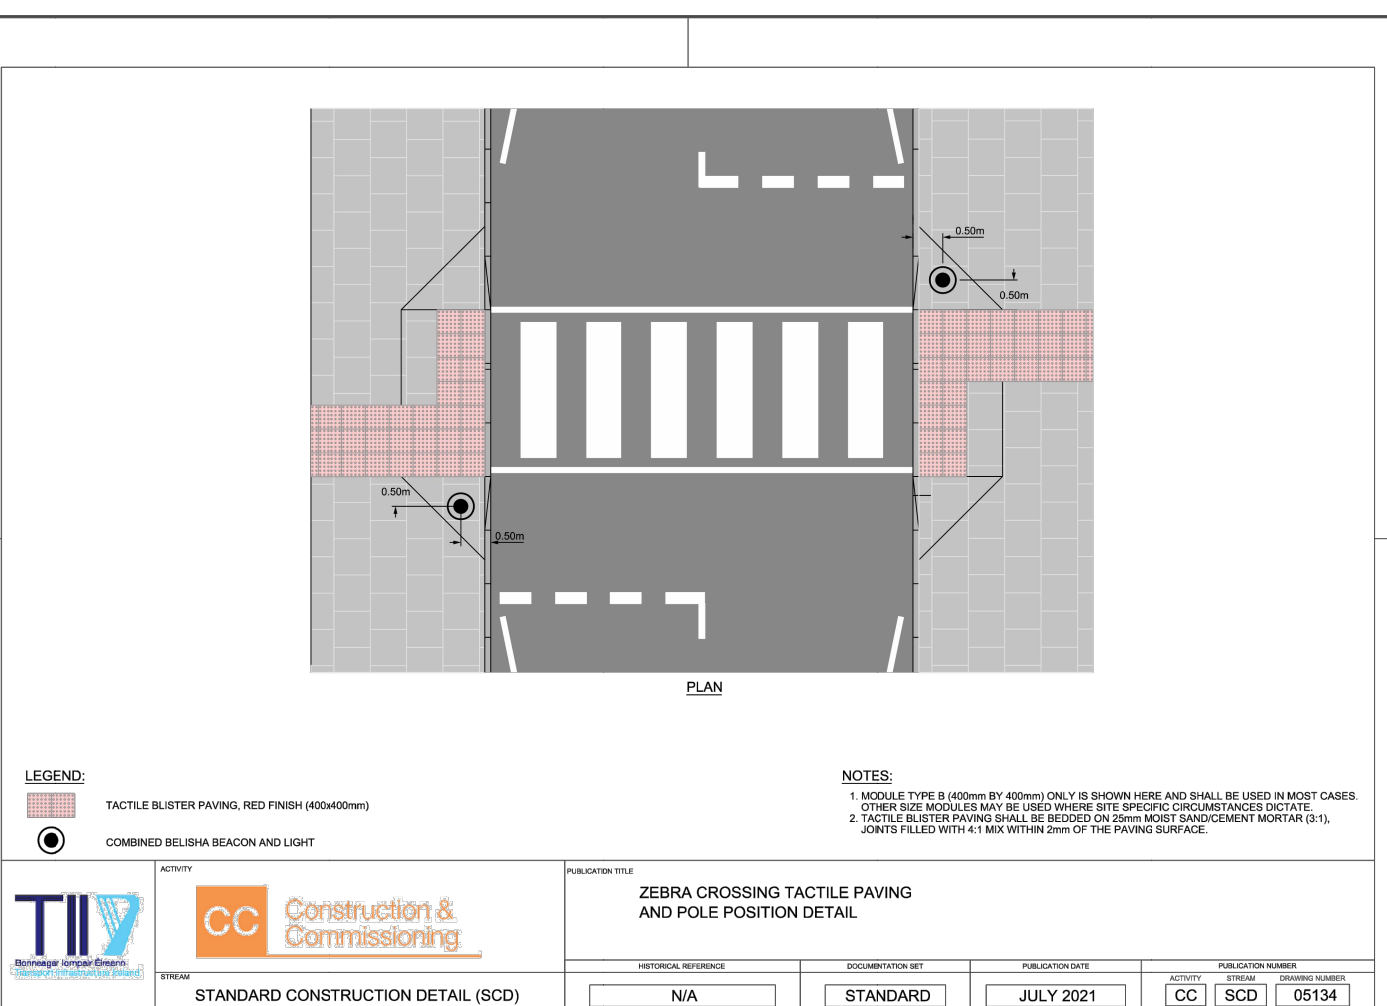 0.50m
0.50m
0.50m
0.50m
PLAN
LEGEND:
TACTILE BLISTER PAVING, RED FINISH (400x400mm)
COMBINED BELISHA BEACON AND LIGHT
NOTES:
1. MODULE TYPE B (400mm BY 400mm) ONLY IS SHOWN HERE AND SHALL BE USED IN MOST CASES.
OTHER SIZE MODULES MAY BE USED WHERE SITE SPECIFIC CIRCUMSTANCES DICTATE.
2. TACTILE BLISTER PAVING SHALL BE BEDDED ON 25mm MOIST SAND/CEMENT MORTAR (3:1),
JOINTS FILLED WITH 4:1 MIX WITHIN 2mm OF THE PAVING SURFACE.
TII
Bonneagar Iompair Éireann
Transport Infrastructure Ireland
ACTIVITY
CC
Construction &
Commissioning
STREAM
STANDARD CONSTRUCTION DETAIL (SCD)
PUBLICATION TITLE
ZEBRA CROSSING TACTILE PAVING
AND POLE POSITION DETAIL
HISTORICAL REFERENCE
N/A
DOCUMENTATION SET
STANDARD
PUBLICATION DATE
JULY 2021
PUBLICATION NUMBER
ACTIVITY STREAM DRAWING NUMBER
CC SCD 05134